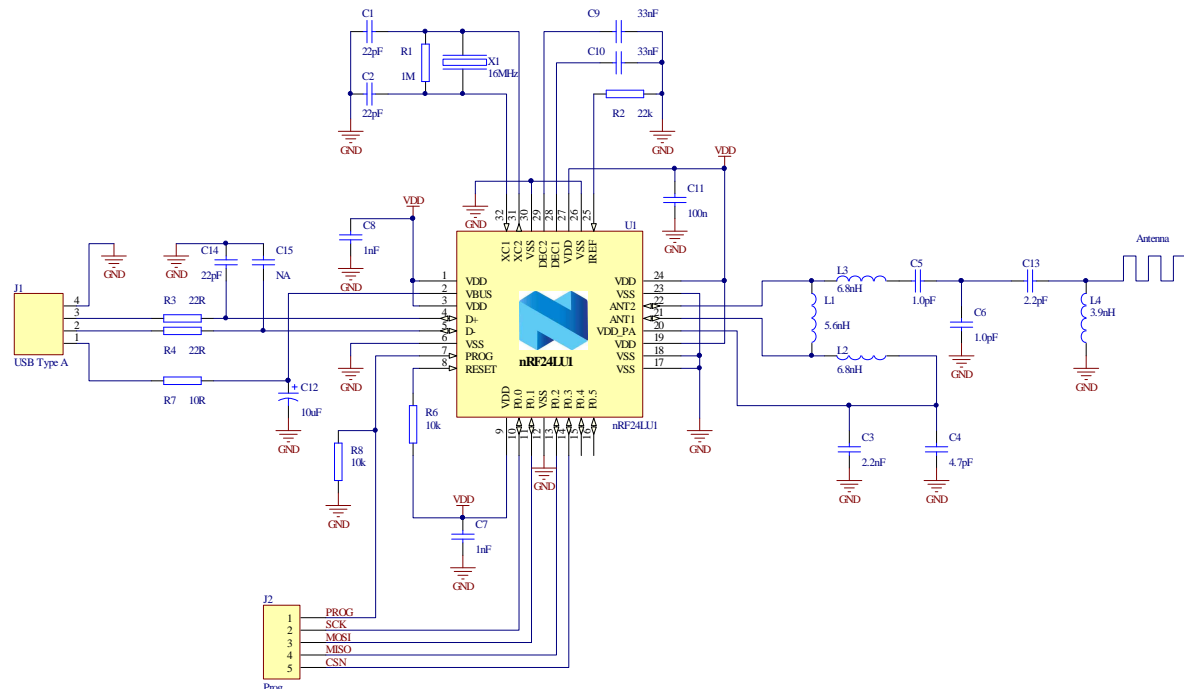 C1
22pF
R1
1M
X1
16MHz
C2
22pF
GND
C9
33nF
C10
33nF
R2
22k
GND
VDD
C11
100n
GND
GND
VDD
C8
1nF
GND
32
31
30
29
28
27
26
25
XC1
XC2
VSS
DEC2
DEC1
VDD
VSS
IREF
U1
1
2
3
4
5
6
7
8
VDD
VBUS
VDD
D+
D-
VSS
PROG
RESET
24
23
22
21
20
19
18
17
VDD
VSS
ANT2
ANT1
VDD_PA
VDD
VSS
VSS
nRF24LU1
VDD
P0.0
P0.1
VSS
P0.2
P0.3
P0.4
P0.5
9
10
11
12
13
14
15
16
nRF24LU1
GND
GND
GND
C14
22pF
C15
NA
J1
4
3
2
1
USB Type A
R3
22R
R4
22R
R7
10R
C12
+
10uF
GND
GND
R6
10k
R8
10k
GND
VDD
C7
1nF
GND
GND
Antenna
L3
6.8nH
C5
1.0pF
C13
2.2pF
L1
5.6nH
C6
1.0pF
GND
L4
3.9nH
GND
L2
6.8nH
C3
2.2nF
GND
C4
4.7pF
GND
J2
1
2
3
4
5
PROG
SCK
MOSI
MISO
CSN
Prog